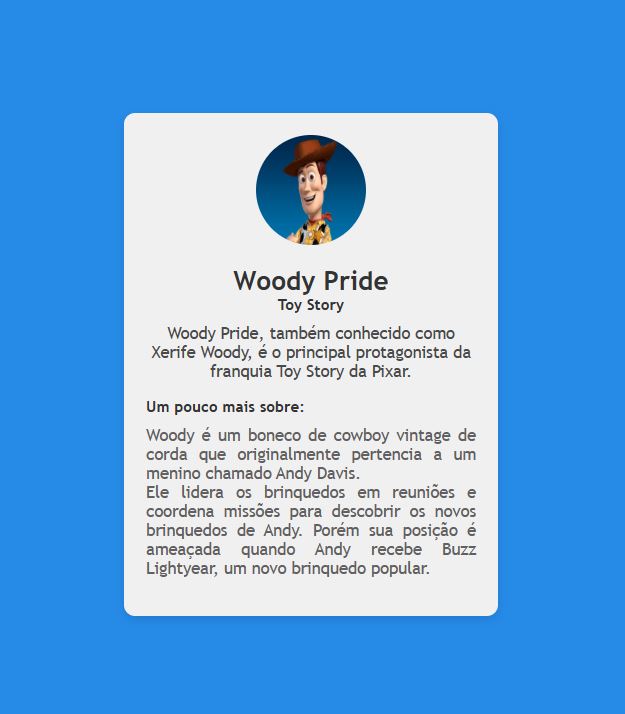 Woody Pride
Toy Story
Woody Pride, também conhecido como
Xerife Woody, é o principal protagonista da
franquia Toy Story da Pixar.
Um pouco mais sobre:
Woody é um boneco de cowboy vintage de
corda que originalmente pertencia a um
menino chamado Andy Davis.
Ele lidera os brinquedos em reuniões e
coordena missões para descobrir os novos
brinquedos de Andy. Porém sua posição é
ameaçada quando Andy recebe Buzz
Lightyear, um novo brinquedo popular.